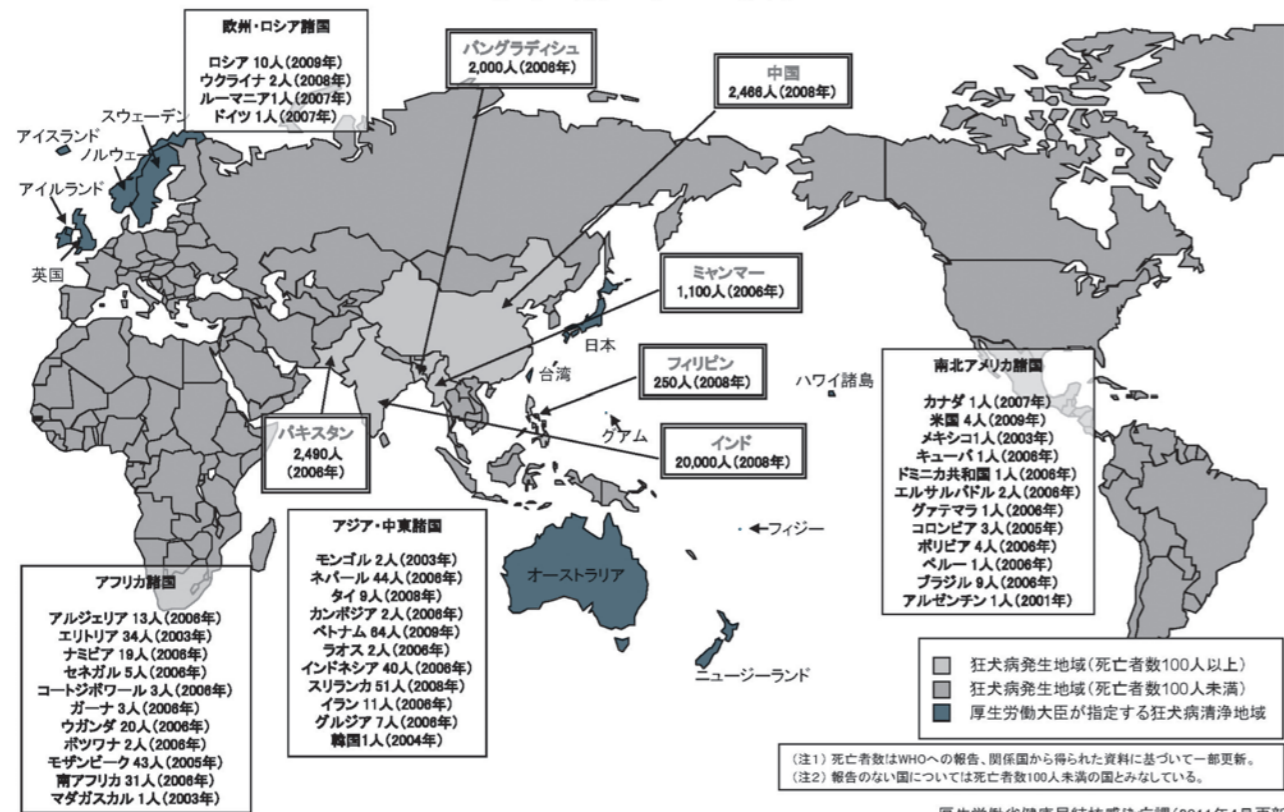 欧州・ロシア諸国
ロシア 10人(2009年)
ウクライナ 2人(2008年)
ルーマニア1人(2007年)
ドイツ 1人(2007年)
バングラディシュ
2,000人(2006年)
中国
2,466人(2008年)
スウェーデン
アイスランド
ノルウェー
アイルランド
英国
ミャンマー
1,100人(2006年)
日本
台湾
フィリピン
250人(2008年)
ハワイ諸島
グアム
パキスタン
2,490人
(2006年)
インド
20,000人(2008年)
南北アメリカ諸国
カナダ 1人(2007年)
米国 4人(2009年)
メキシコ1人(2003年)
キューバ 1人(2006年)
ドミニカ共和国 1人(2006年)
エルサルバドル 2人(2006年)
グァテマラ 1人(2006年)
コロンビア 3人(2005年)
ボリビア 4人(2006年)
ペルー 1人(2006年)
ブラジル 9人(2006年)
アルゼンチン 1人(2001年)
アジア・中東諸国
モンゴル 2人(2003年)
ネパール 44人(2006年)
タイ 9人(2008年)
カンボジア 2人(2006年)
ベトナム 64人(2009年)
ラオス 2人(2006年)
インドネシア 40人(2006年)
スリランカ 51人(2008年)
イラン 11人(2006年)
グルジア 7人(2006年)
韓国1人(2004年)
フィジー
オーストラリア
ニュージーランド
アフリカ諸国
アルジェリア 13人(2006年)
エリトリア 34人(2003年)
ナミビア 19人(2006年)
セネガル 5人(2006年)
コートジボワール 3人(2006年)
ガーナ 3人(2006年)
ウガンダ 20人(2006年)
ボツワナ 2人(2006年)
モザンビーク 43人(2005年)
南アフリカ 31人(2006年)
マダガスカル 1人(2003年)
狂犬病発生地域(死亡者数100人以上)
狂犬病発生地域(死亡者数100人未満)
厚生労働大臣が指定する狂犬病清浄地域
(注1) 死亡者数はWHOへの報告、関係国から得られた資料に基づいて一部更新。
(注2) 報告のない国については死亡者数100人未満の国とみなしている。